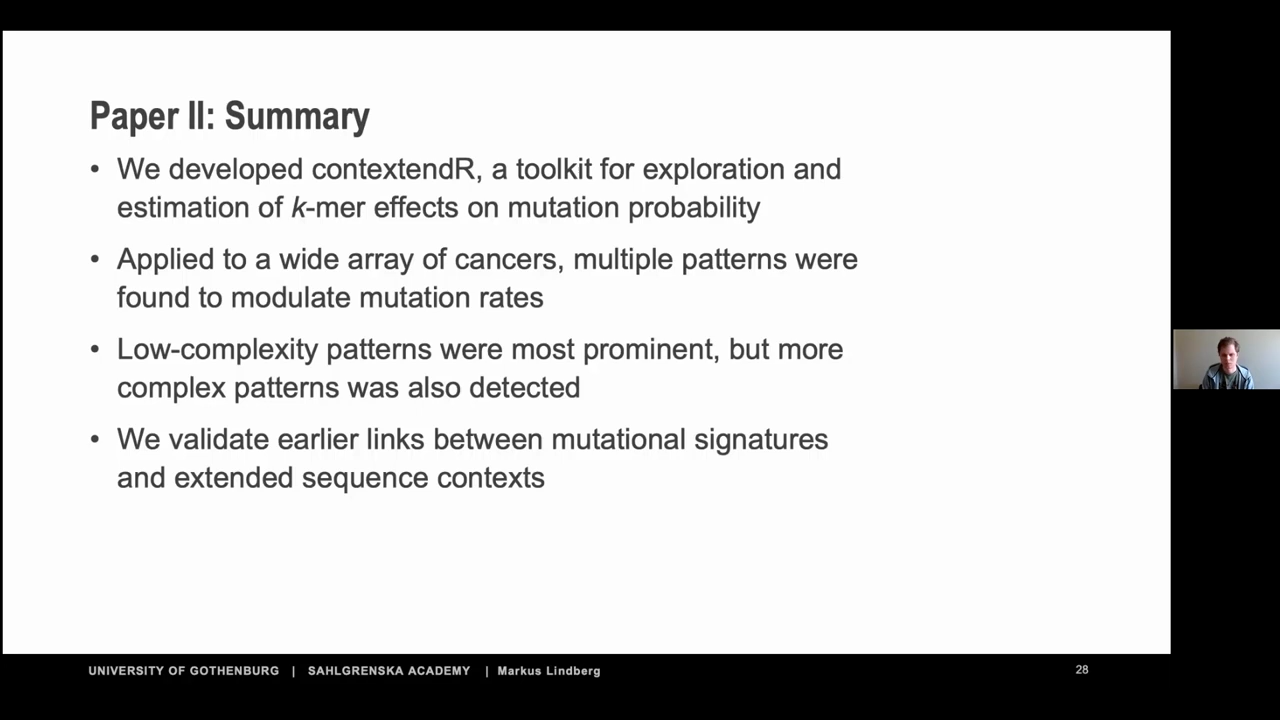 Paper II: Summary
• We developed contextendR, a toolkit for exploration and
estimation of k-mer effects on mutation probability
• Applied to a wide array of cancers, multiple patterns were
found to modulate mutation rates
• Low-complexity patterns were most prominent, but more
complex patterns was also detected
• We validate earlier links between mutational signatures
and extended sequence contexts
UNIVERSITY OF GOTHENBURG | SAHLGRENSKA ACADEMY | Markus Lindberg 28